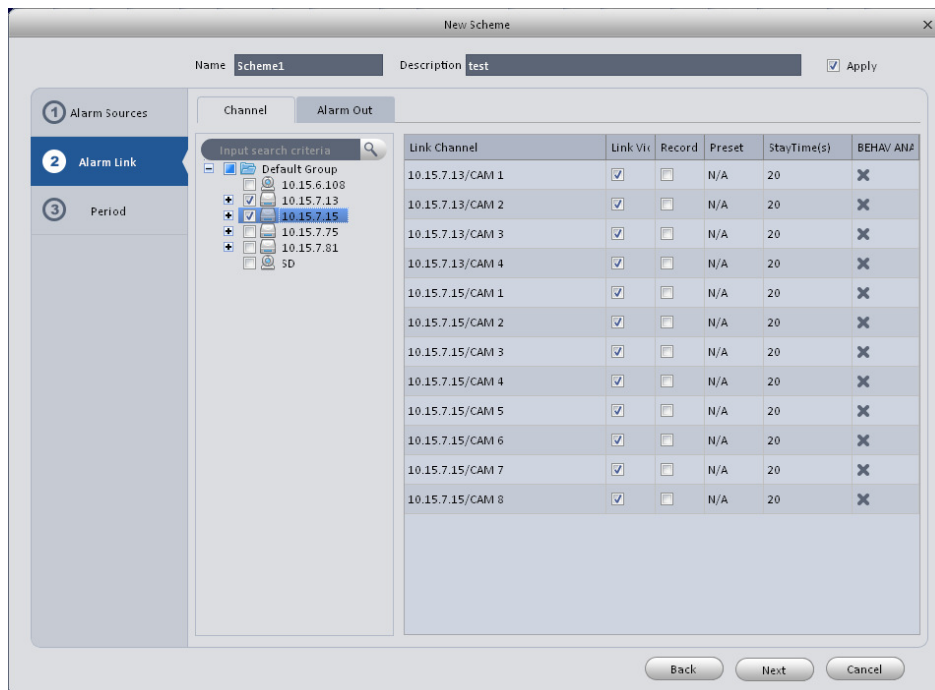 New Scheme
Name Scheme1 Description test Apply
1 Alarm Sources
2 Alarm Link
3 Period
Channel Alarm Out
Input search criteria
Default Group
10.15.6.108
10.15.7.13
10.15.7.15
10.15.7.75
10.15.7.81
SD
Link Channel Link Vic Record Preset StayTime(s) BEHAV ANA
10.15.7.13/CAM 1 N/A 20
10.15.7.13/CAM 2 N/A 20
10.15.7.13/CAM 3 N/A 20
10.15.7.13/CAM 4 N/A 20
10.15.7.15/CAM 1 N/A 20
10.15.7.15/CAM 2 N/A 20
10.15.7.15/CAM 3 N/A 20
10.15.7.15/CAM 4 N/A 20
10.15.7.15/CAM 5 N/A 20
10.15.7.15/CAM 6 N/A 20
10.15.7.15/CAM 7 N/A 20
10.15.7.15/CAM 8 N/A 20
Back Next Cancel